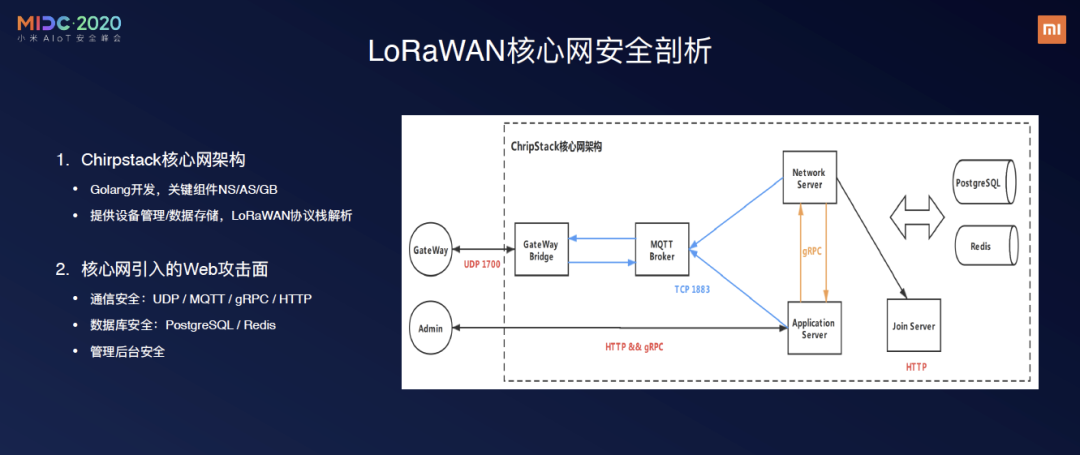 MIDC·2020
小米 AIoT 安全峰会
mi
LoRaWAN核心网安全剖析
1. Chirpstack核心网架构
• Golang开发，关键组件NS/AS/GB
• 提供设备管理/数据存储，LoRaWAN协议栈解析
2. 核心网引入的Web攻击面
• 通信安全：UDP / MQTT / gRPC / HTTP
• 数据库安全：PostgreSQL / Redis
• 管理后台安全
ChripStack核心网架构
GateWay
UDP 1700
GateWay
Bridge
MQTT
Broker
TCP 1883
Network
Server
gRPC
Application
Server
Join Server
HTTP
PostgreSQL
Redis
Admin
HTTP && gRPC